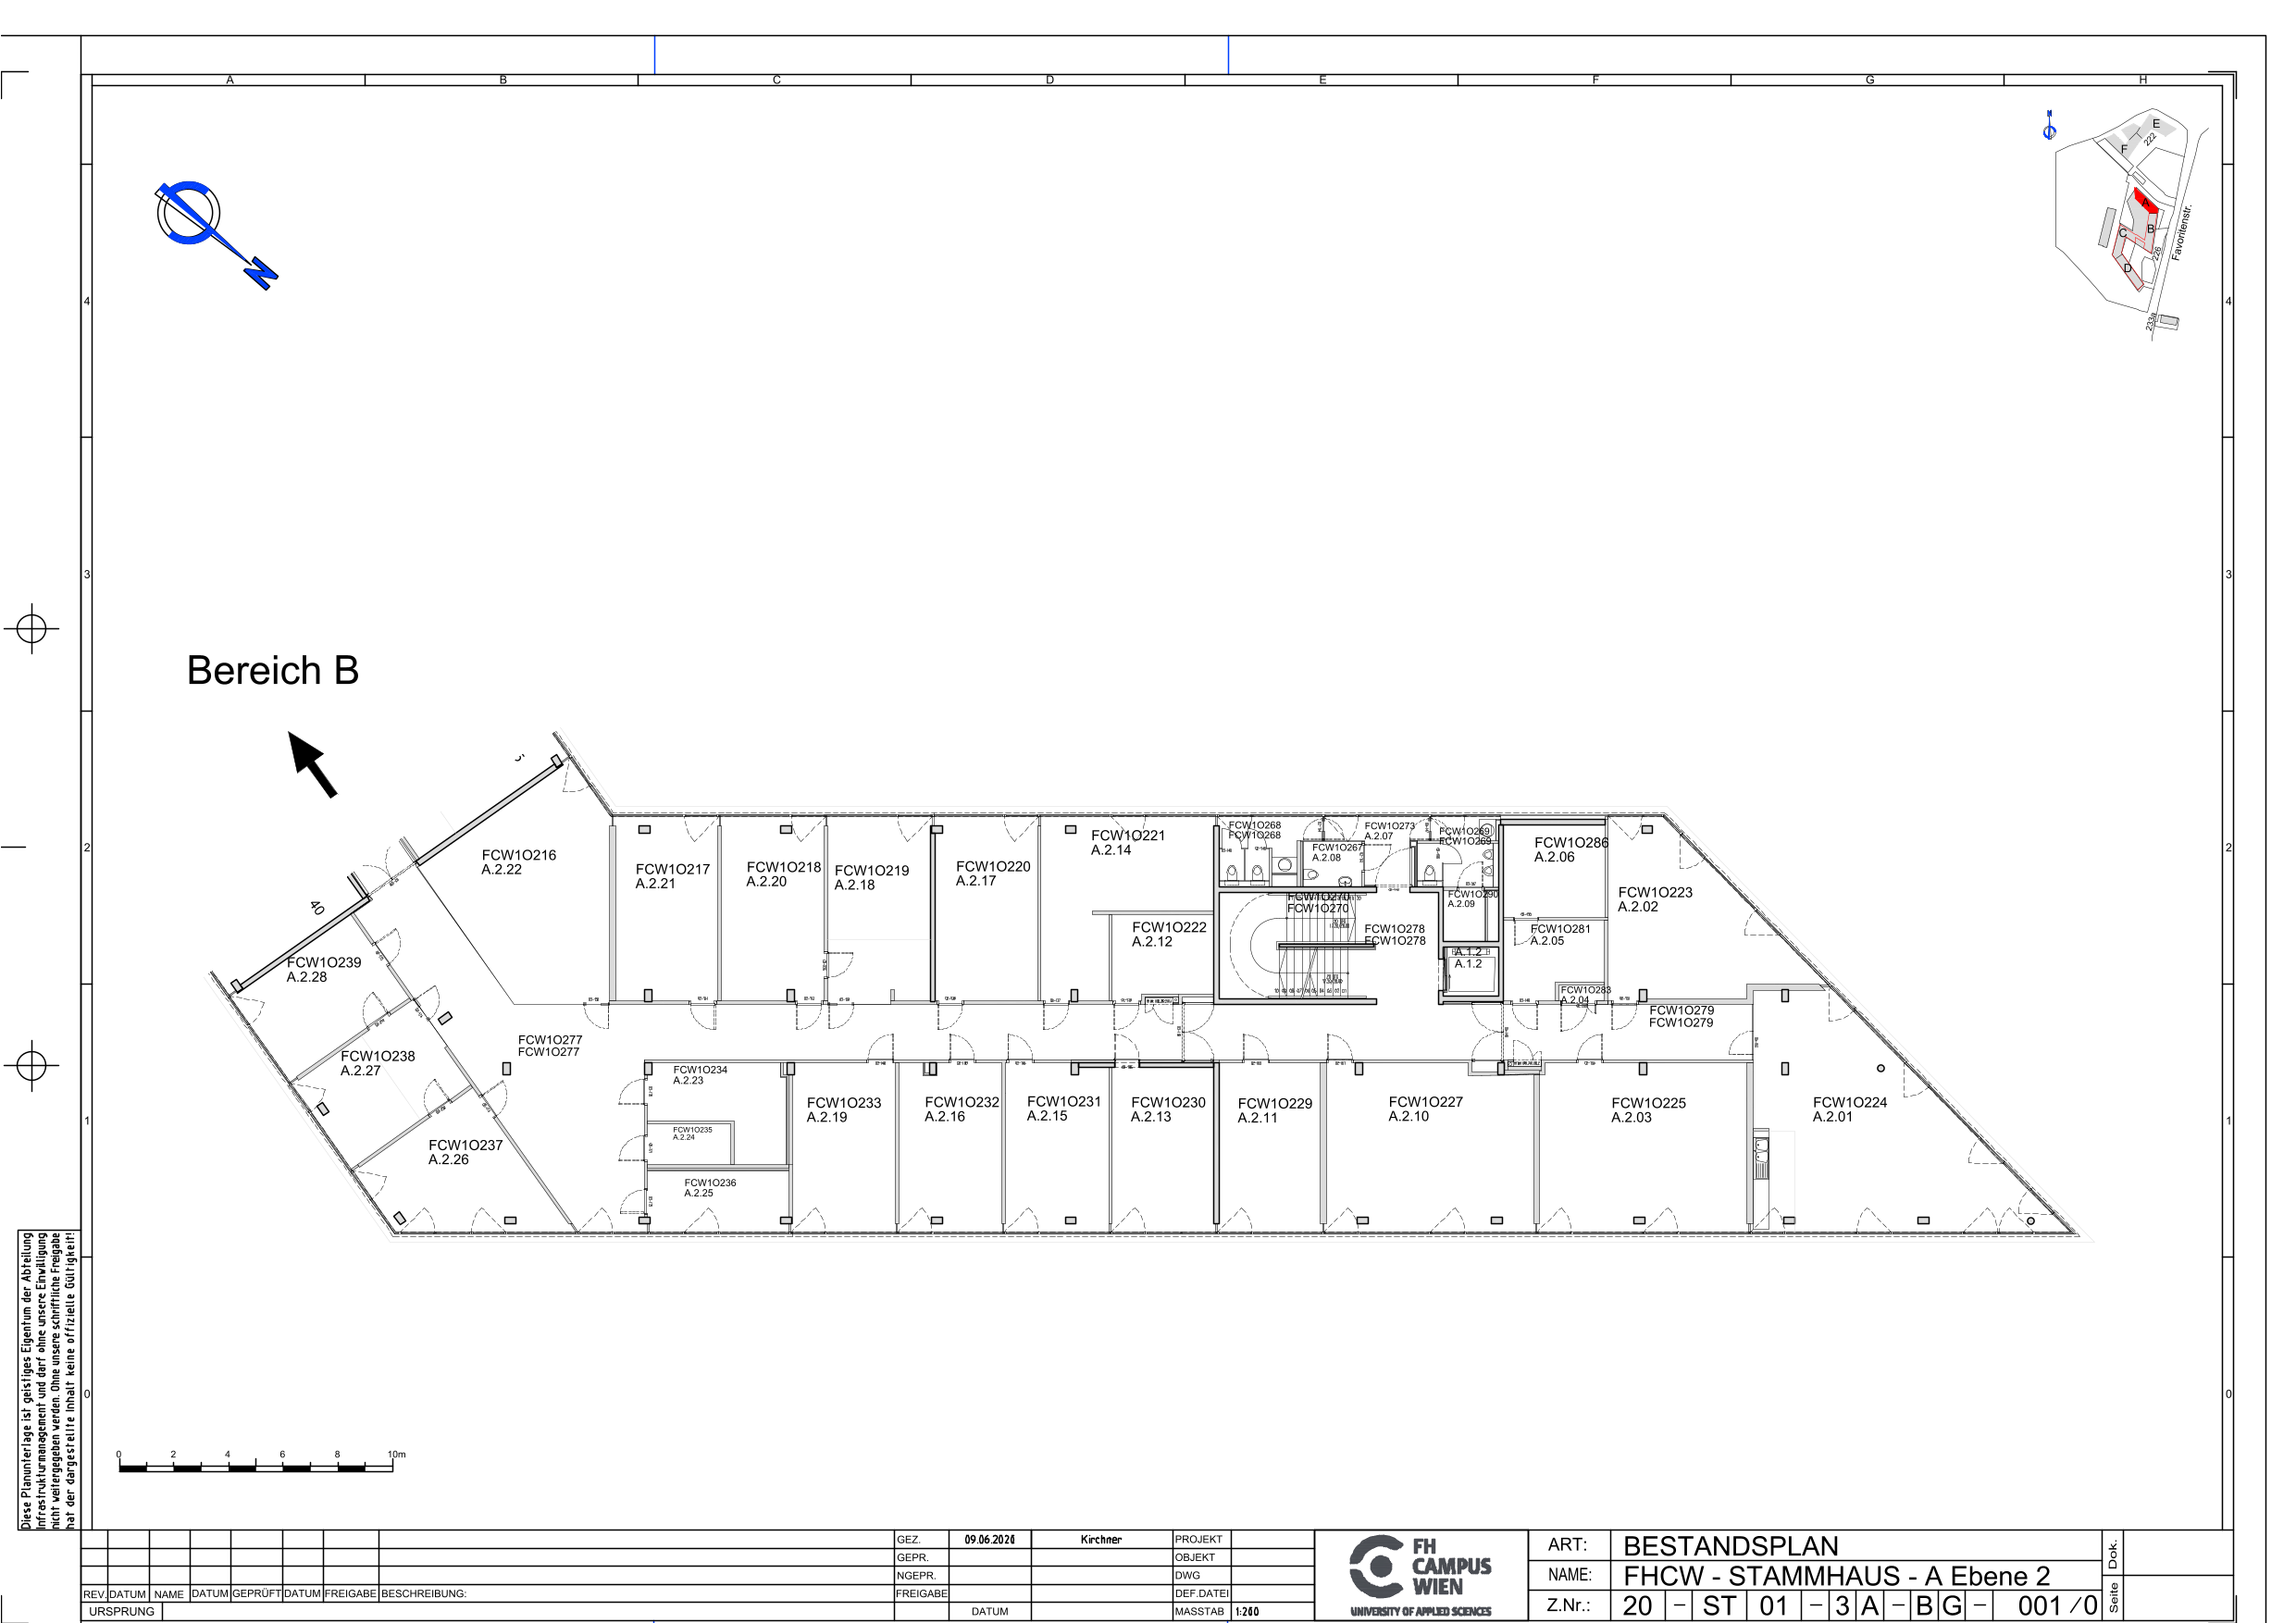 A B C D E F G H
N
N
E
F
222
A
B
C
D
226
Favoritenstr.
233a
4 4
3 3
2 2
1 1
0 0
Bereich B
40
FCW1O216
A.2.22
FCW1O217
A.2.21
FCW1O218
A.2.20
FCW1O219
A.2.18
FCW1O220
A.2.17
FCW1O221
A.2.14
FCW1O222
A.2.12
FCW1O268
FCW1O268
FCW1O267
A.2.08
FCW1O273
A.2.07
FCW1O269
FCW1O269
FCW1O270
FCW1O270
FCW1O278
FCW1O278
FCW1O290
A.2.09
A.1.2
A.1.2
FCW1O286
A.2.06
FCW1O281
A.2.05
FCW1O283
A.2.04
FCW1O223
A.2.02
FCW1O279
FCW1O279
FCW1O239
A.2.28
FCW1O238
A.2.27
FCW1O237
A.2.26
FCW1O277
FCW1O277
FCW1O234
A.2.23
FCW1O235
A.2.24
FCW1O236
A.2.25
FCW1O233
A.2.19
FCW1O232
A.2.16
FCW1O231
A.2.15
FCW1O230
A.2.13
FCW1O229
A.2.11
FCW1O227
A.2.10
FCW1O225
A.2.03
FCW1O224
A.2.01
0 2 4 6 8 10m
Diese Planunterlage ist geistiges Eigentum der Abteilung
Infrastrukturmanagement und darf ohne unsere Einwilligung
nicht weitergegeben werden. Ohne unsere schriftliche Freigabe
hat der dargestellte Inhalt keine offizielle Gültigkeit!
REV. DATUM NAME DATUM GEPRÜFT DATUM FREIGABE BESCHREIBUNG:
URSPRUNG
GEZ. Kirchner PROJEKT
GEPR. OBJEKT
NGEPR. DWG
FREIGABE DEF.DATEI
DATUM MASSTAB
FH
CAMPUS
WIEN
UNIVERSITY OF APPLIED SCIENCES
ART: BESTANDSPLAN
NAME: FHCW - STAMMHAUS - A Ebene 2
Z.Nr.: 20 - ST 01 - 3 A - B G - 001 /0
Dok.
Seite